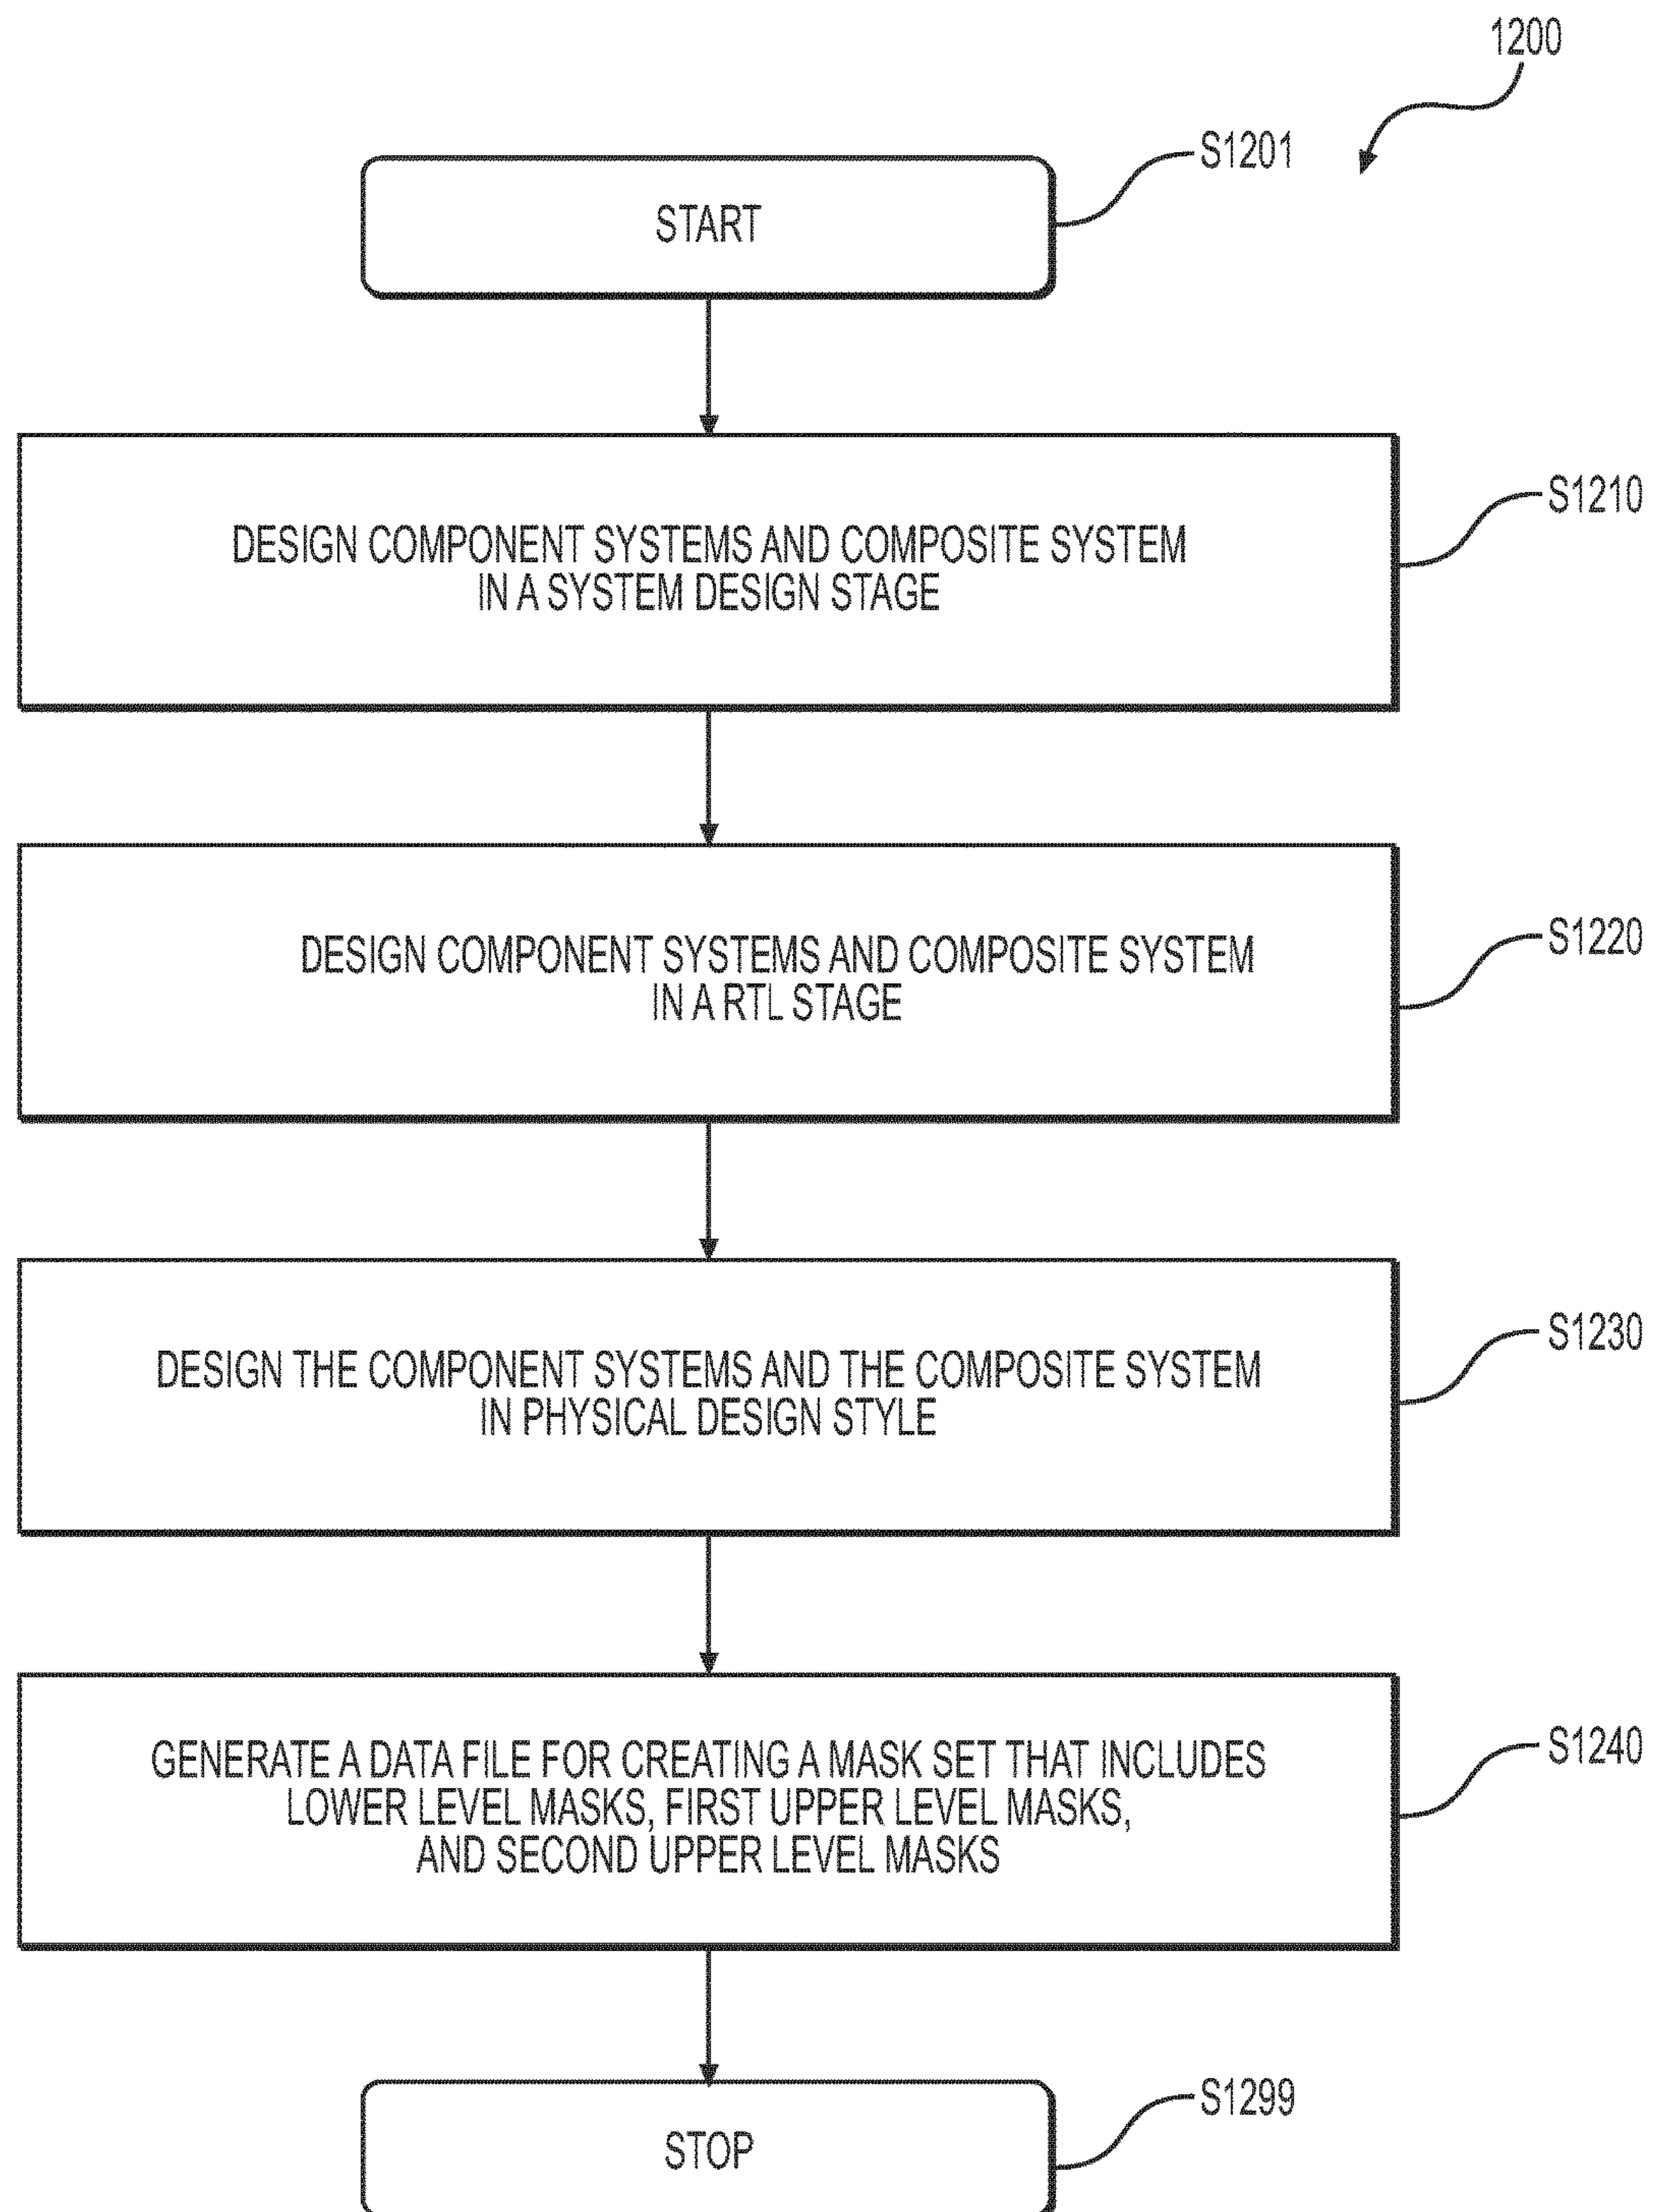 1200
S1201
START
S1210
DESIGN COMPONENT SYSTEMS AND COMPOSITE SYSTEM
IN A SYSTEM DESIGN STAGE
S1220
DESIGN COMPONENT SYSTEMS AND COMPOSITE SYSTEM
IN A RTL STAGE
S1230
DESIGN THE COMPONENT SYSTEMS AND THE COMPOSITE SYSTEM
IN PHYSICAL DESIGN STYLE
S1240
GENERATE A DATA FILE FOR CREATING A MASK SET THAT INCLUDES
LOWER LEVEL MASKS, FIRST UPPER LEVEL MASKS,
AND SECOND UPPER LEVEL MASKS
S1299
STOP